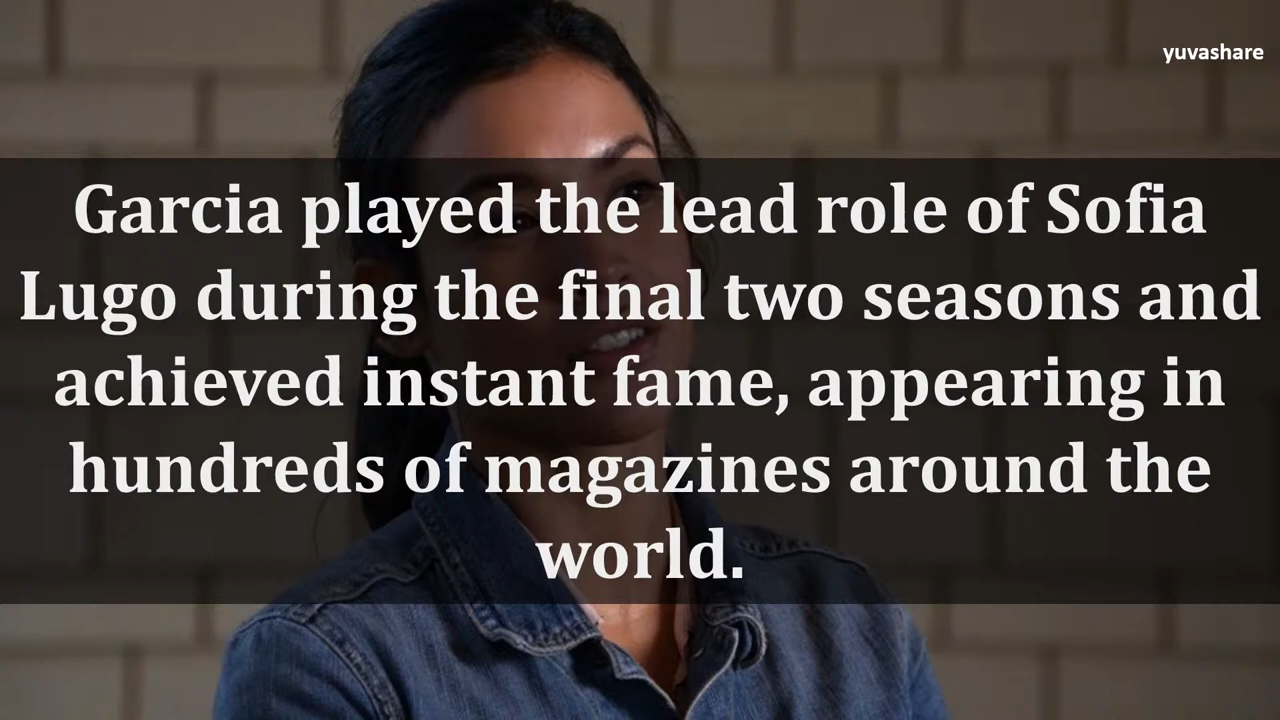 yuvashare
Garcia played the lead role of Sofia
Lugo during the final two seasons and
achieved instant fame, appearing in
hundreds of magazines around the
world.